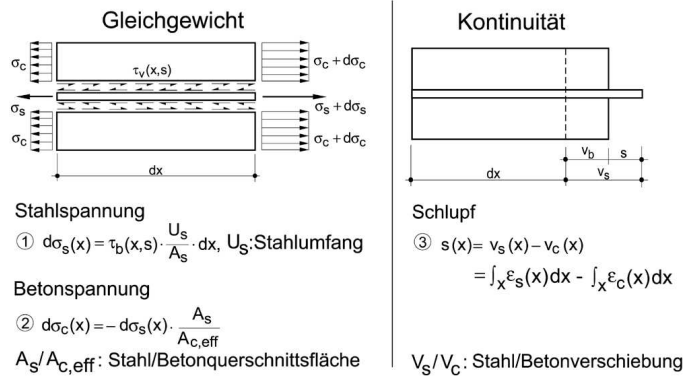 Gleichgewicht
σc
σc + dσc
τv(x,s)
σs
σs + dσs
σc
σc + dσc
dx
Stahlspannung
① dσs(x) = τb(x,s) · Us/As · dx, Us:Stahlumfang
Betonspannung
② dσc(x) = − dσs(x) · As/Ac,eff
As/Ac,eff : Stahl/Betonquerschnittsfläche
Kontinuität
vb
s
dx
vs
Schlupf
③ s(x) = vs(x) − vc(x)
= ∫x εs(x)dx - ∫x εc(x)dx
Vs/Vc : Stahl/Betonverschiebung